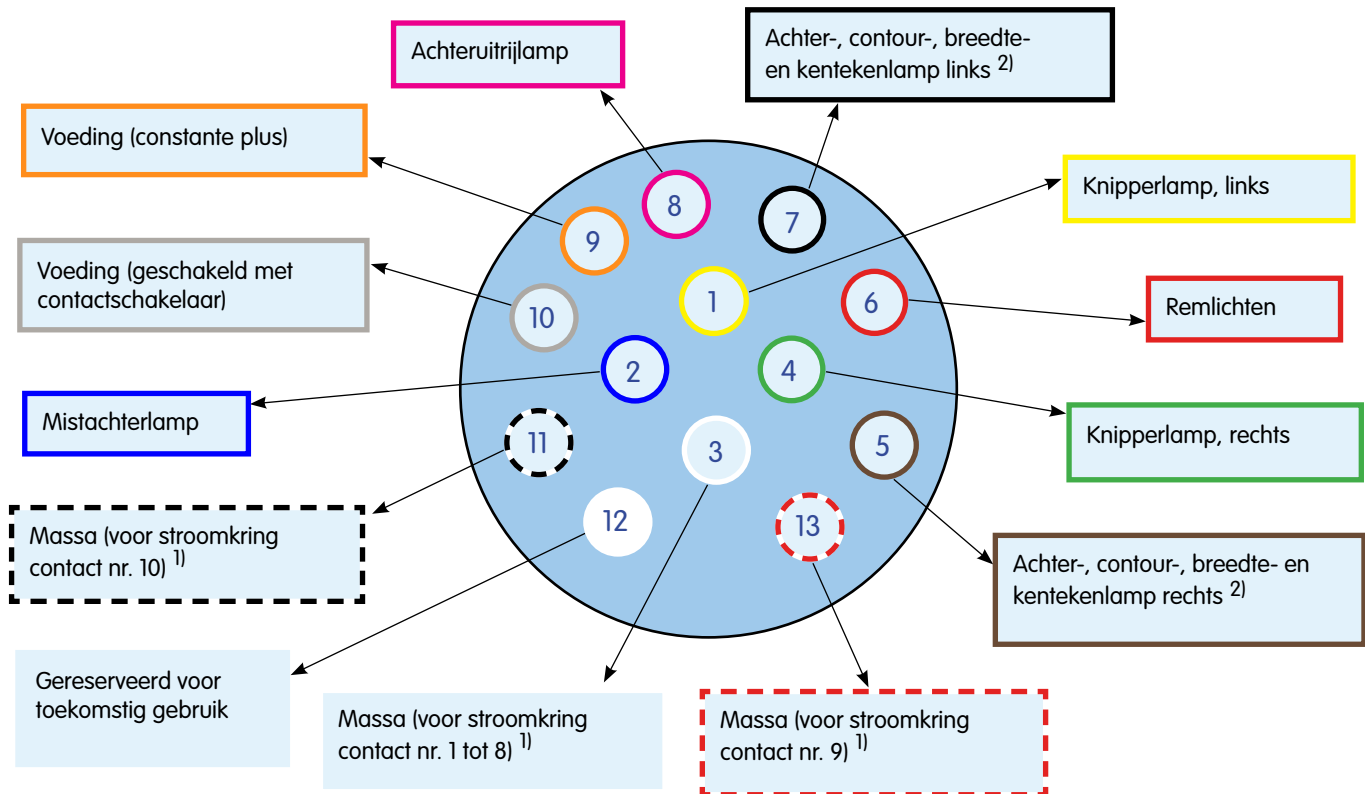 Achter-, contour-, breedte-
en kentekenlamp links 2)
Achteruitrijlamp
Voeding (constante plus)
Knipperlamp, links
8
7
9
Voeding (geschakeld met
contactschakelaar)
1
6
Remlichten
10
2
4
Mistachterlamp
Knipperlamp, rechts
11
3
5
12
13
Massa (voor stroomkring
contact nr. 10) 1)
Achter-, contour-, breedte- en
kentekenlamp rechts 2)
Gereserveerd voor
toekomstig gebruik
Massa (voor stroomkring
contact nr. 1 tot 8) 1)
Massa (voor stroomkring
contact nr. 9) 1)